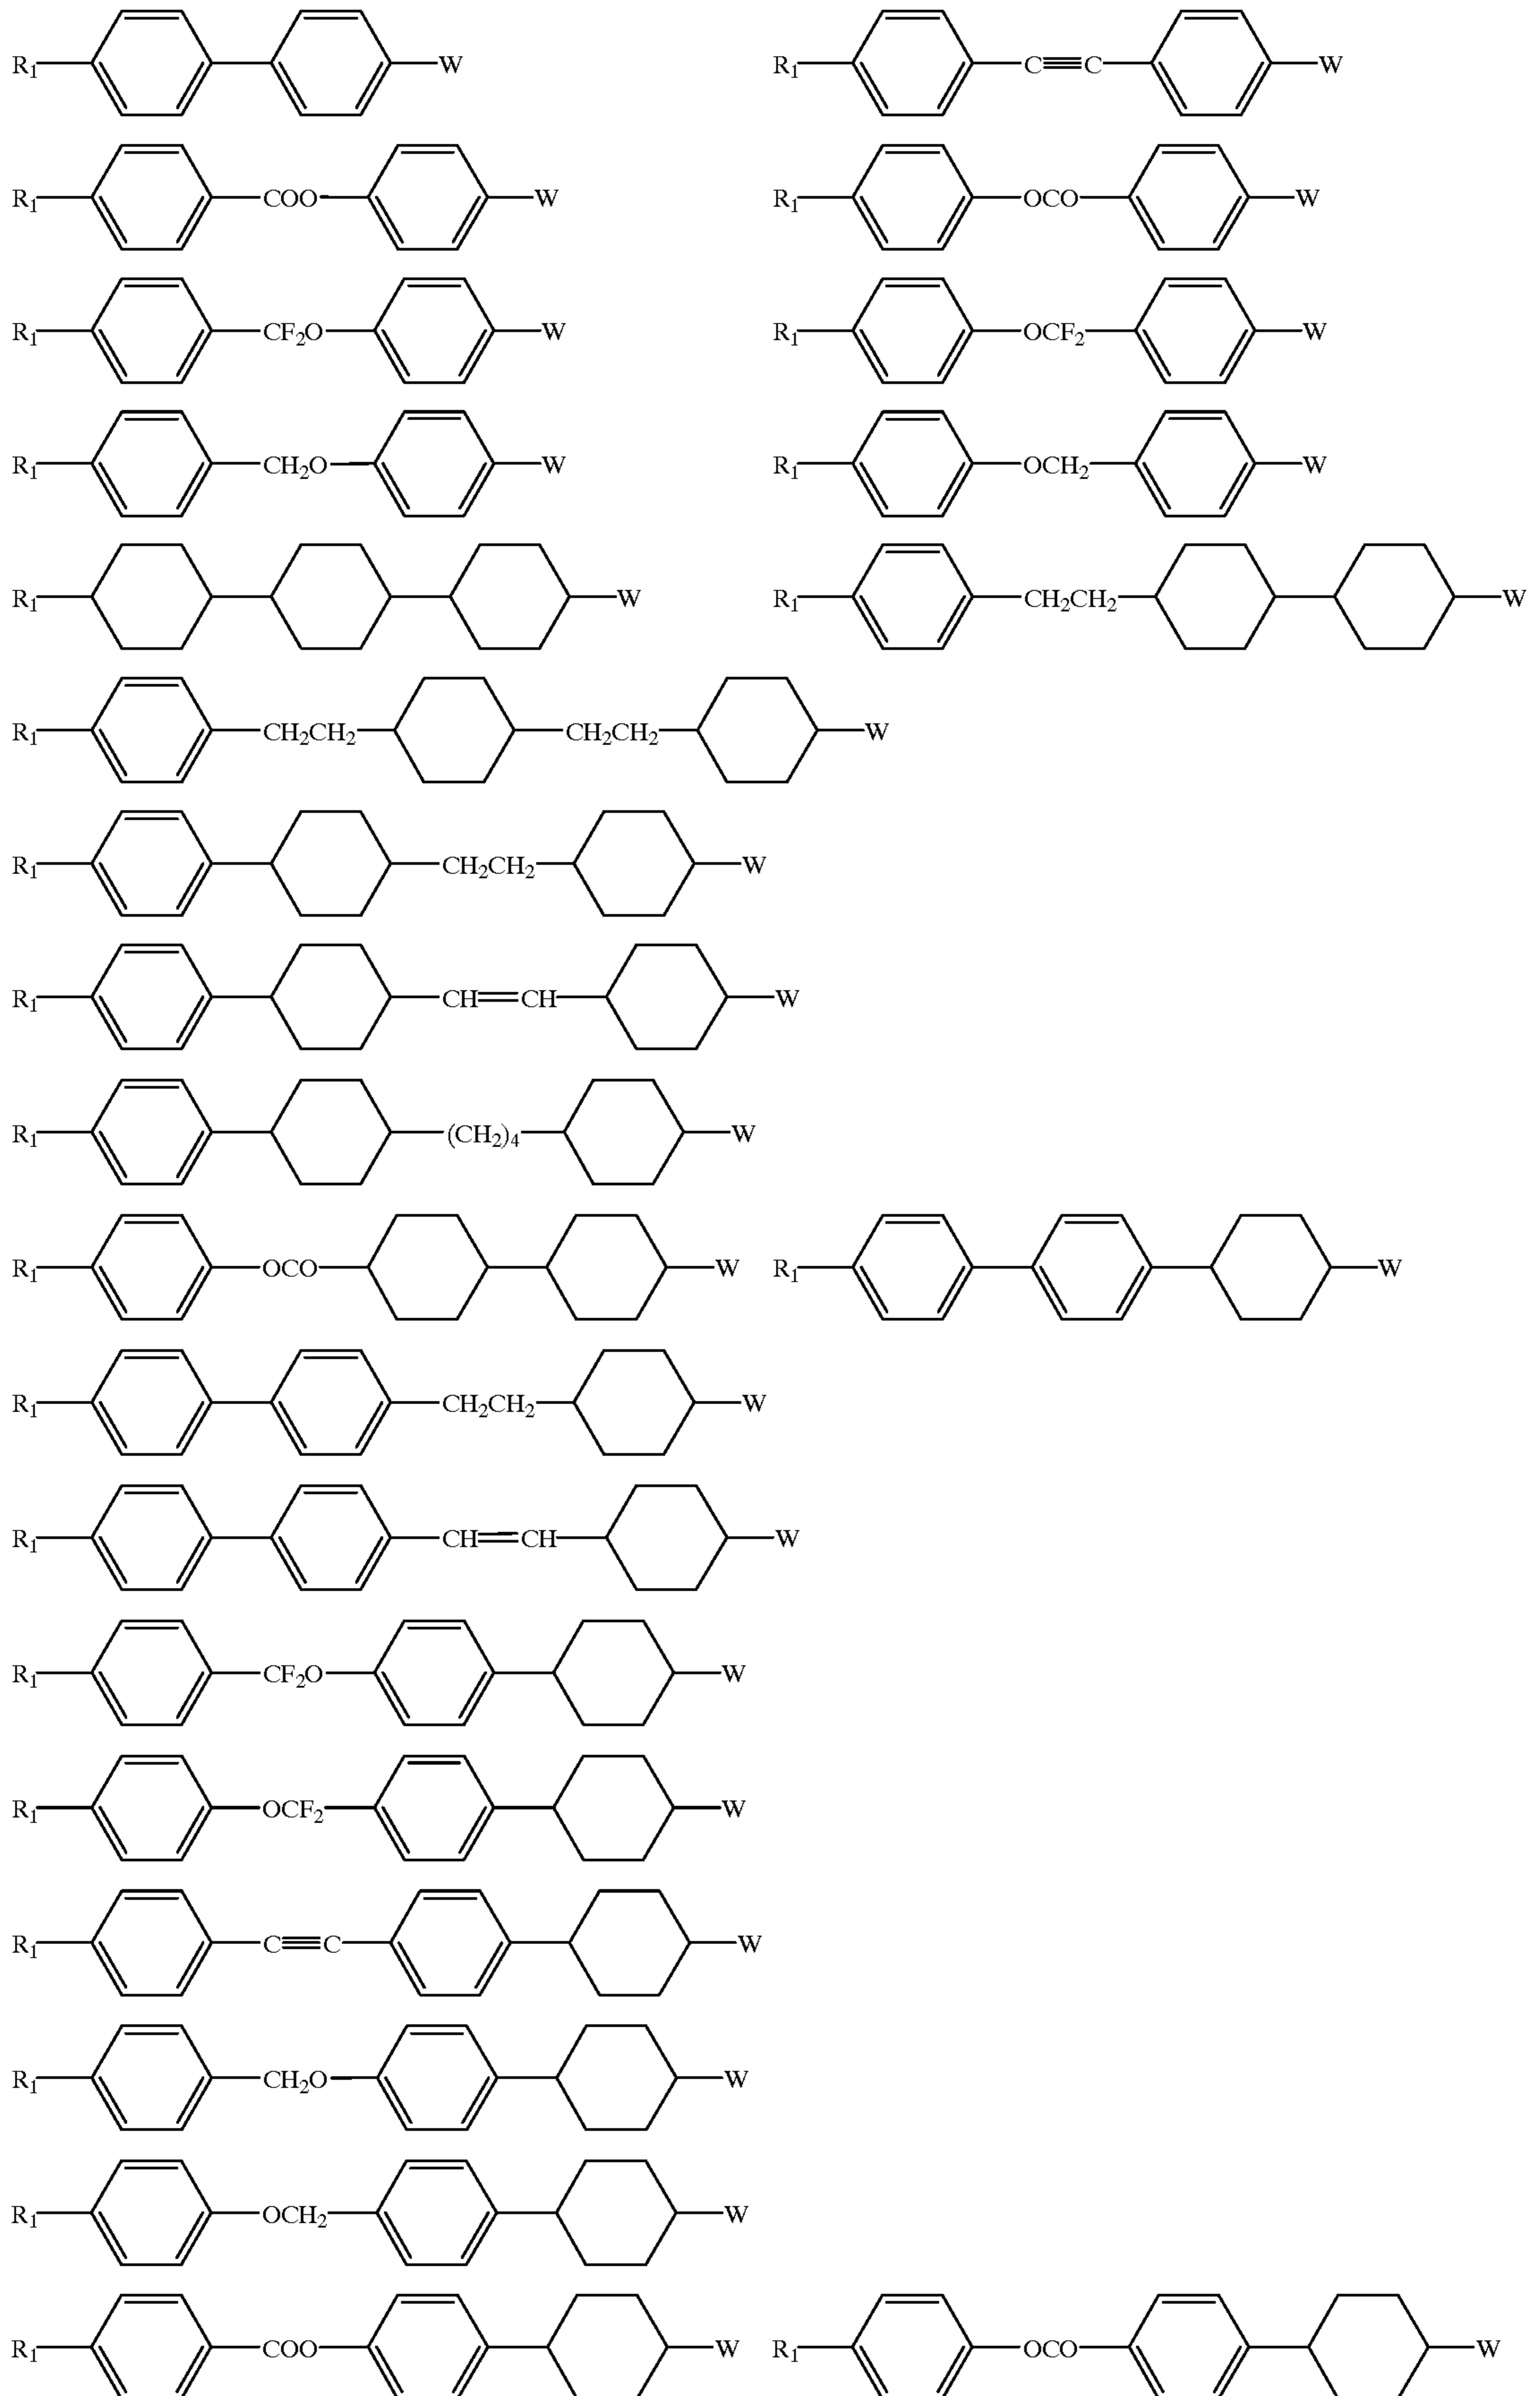 R₁ W R₁ C≡C W
R₁ COO W R₁ OCO W
R₁ CF₂O W R₁ OCF₂ W
R₁ CH₂O W R₁ OCH₂ W
R₁ W R₁ CH₂CH₂ W
R₁ CH₂CH₂ CH₂CH₂ W
R₁ CH₂CH₂ W
R₁ CH=CH W
R₁ (CH₂)₄ W
R₁ OCO W R₁ W
R₁ CH₂CH₂ W
R₁ CH=CH W
R₁ CF₂O W
R₁ OCF₂ W
R₁ C≡C W
R₁ CH₂O W
R₁ OCH₂ W
R₁ COO W R₁ OCO W